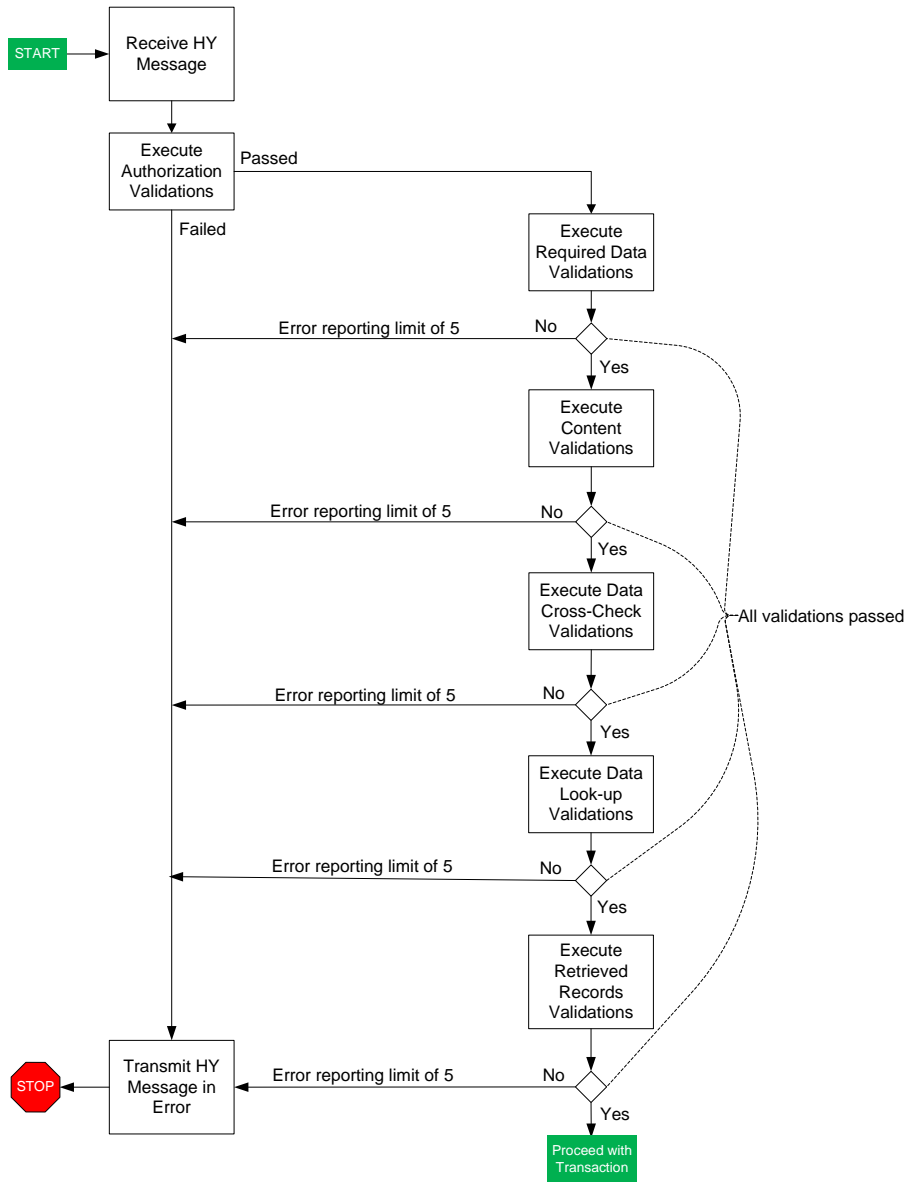 START
Receive HY
Message
Execute
Authorization
Validations
Passed
Failed
Execute
Required Data
Validations
Error reporting limit of 5
No
Yes
Execute
Content
Validations
Error reporting limit of 5
No
Yes
Execute Data
Cross-Check
Validations
All validations passed
Error reporting limit of 5
No
Yes
Execute Data
Look-up
Validations
Error reporting limit of 5
No
Yes
Execute
Retrieved
Records
Validations
STOP
Transmit HY
Message in
Error
Error reporting limit of 5
No
Yes
Proceed with
Transaction